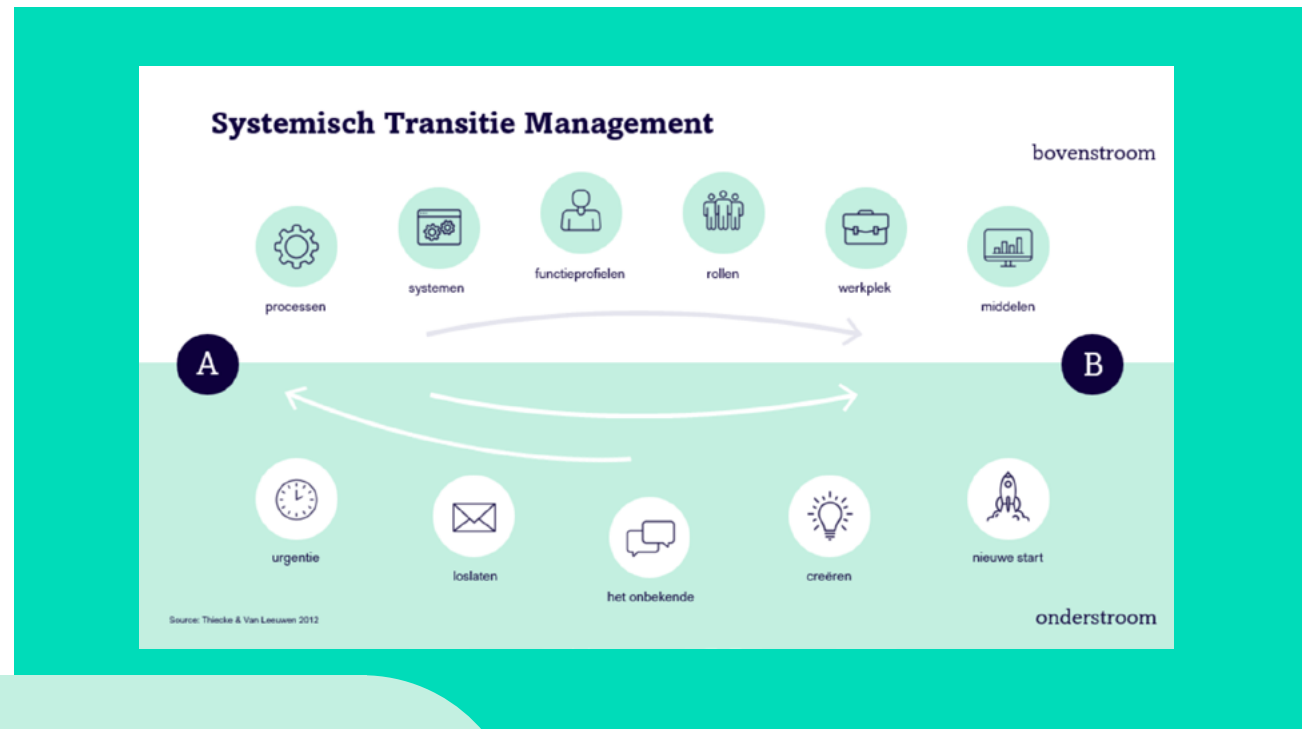 Systemisch Transitie Management
bovenstroom
processen
systemen
functieprofielen
rollen
werkplek
middelen
A
B
urgentie
loslaten
het onbekende
creëren
nieuwe start
Source: Thiecke & Van Leeuwen 2012
onderstroom